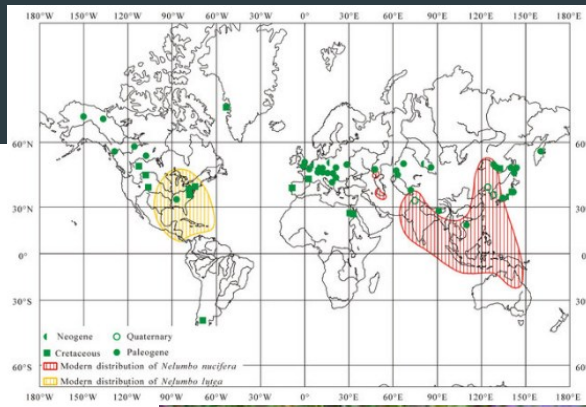 180°W 150°W 120°W 90°W 60°W 30°W 0°E 30°E 60°E 90°E 120°E 150°E 180°E
60°N 60°N
30°N 30°N
0°N 0°N
30°S 30°S
Neogene Quaternary
Cretaceous Paleogene
Modern distribution of Nelumbo nucifera
Modern distribution of Nelumbo lutea
60°S 60°S
180°W 150°W 120°W 90°W 60°W 30°W 0°E 30°E 60°E 90°E 120°E 150°E 180°E